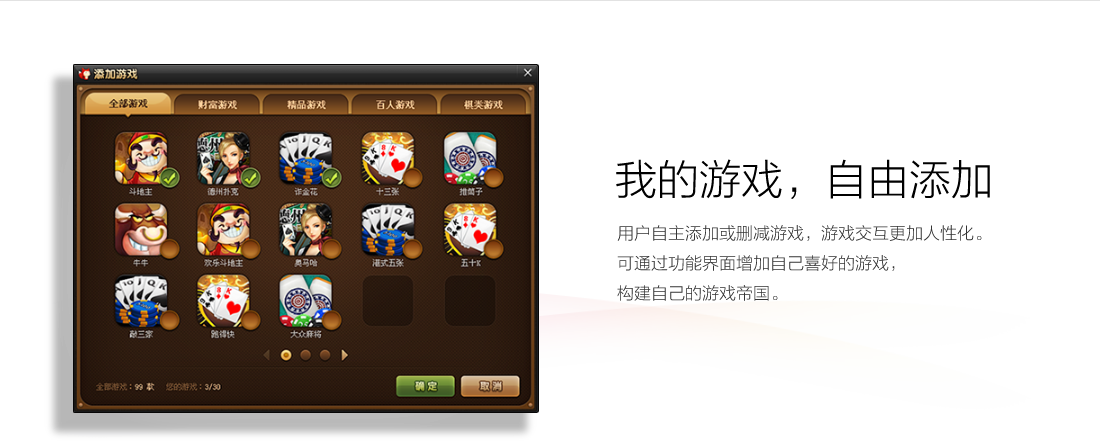 添加游戏
全部游戏
财富游戏
精品游戏
百人游戏
棋类游戏
斗地主
德州扑克
诈金花
十三张
推筒子
牛牛
欢乐斗地主
奥马哈
港式五张
五十K
敲三家
跑得快
大众麻将
全部游戏：99 款 您的游戏：3/30
确 定
取 消
我的游戏，自由添加
用户自主添加或删减游戏，游戏交互更加人性化。
可通过功能界面增加自己喜好的游戏，
构建自己的游戏帝国。